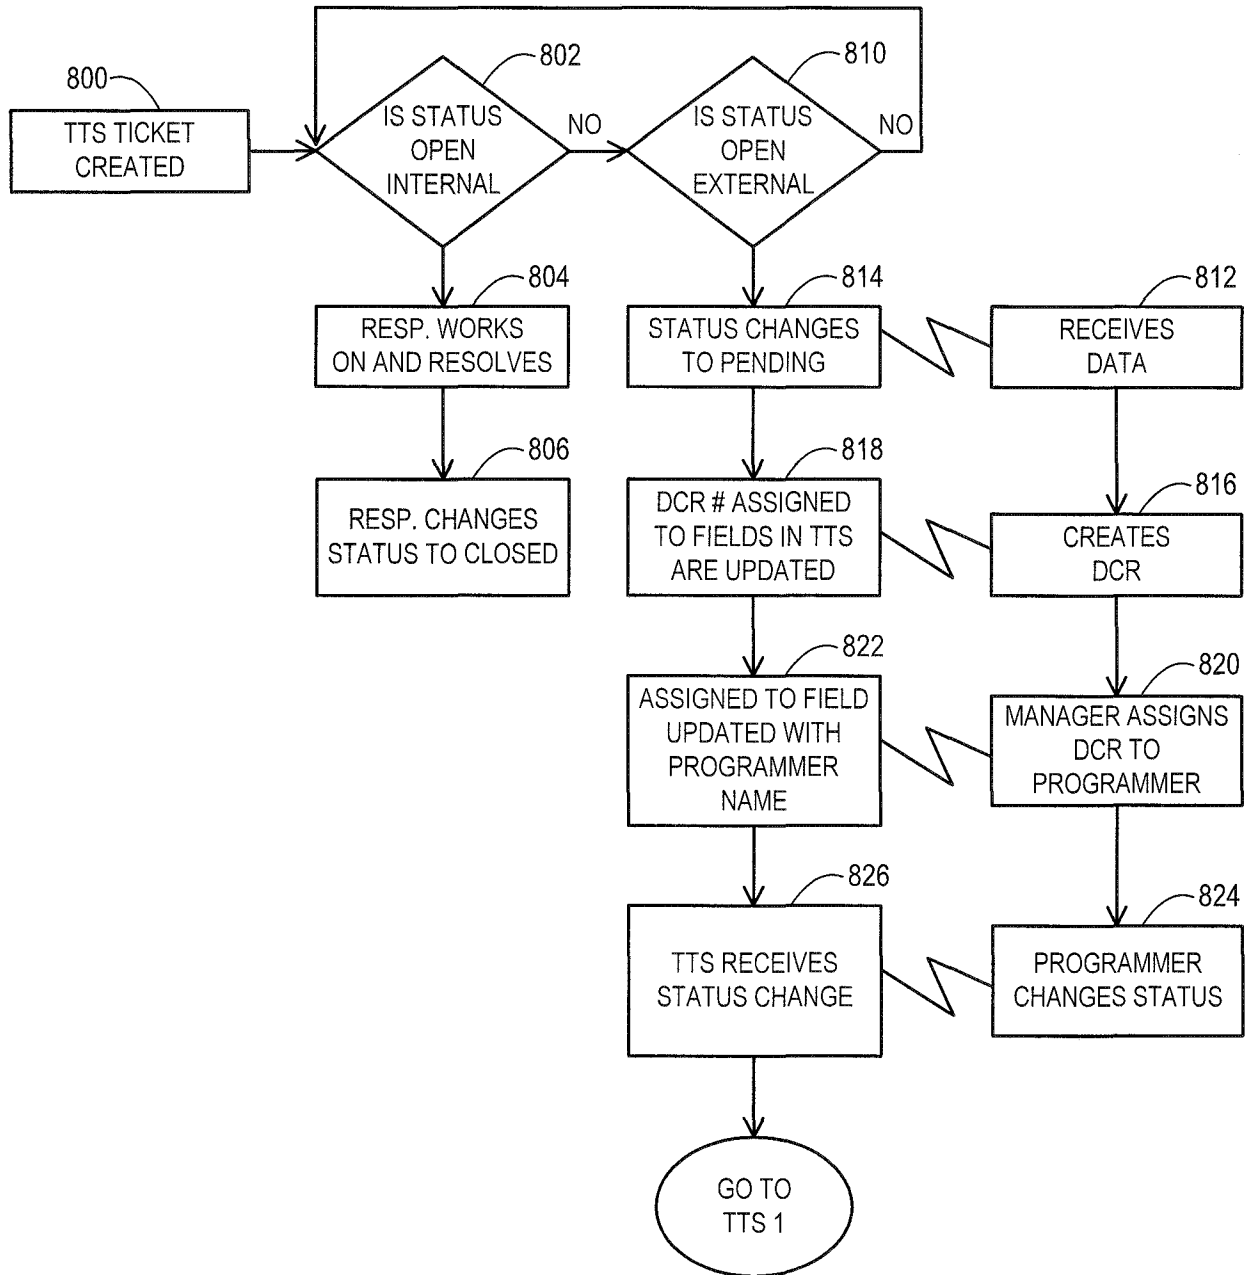 800
TTS TICKET
CREATED
802
IS STATUS
OPEN
INTERNAL
NO
810
IS STATUS
OPEN
EXTERNAL
NO
804
RESP. WORKS
ON AND RESOLVES
814
STATUS CHANGES
TO PENDING
812
RECEIVES
DATA
806
RESP. CHANGES
STATUS TO CLOSED
818
DCR # ASSIGNED
TO FIELDS IN TTS
ARE UPDATED
816
CREATES
DCR
822
ASSIGNED TO FIELD
UPDATED WITH
PROGRAMMER
NAME
820
MANAGER ASSIGNS
DCR TO
PROGRAMMER
826
TTS RECEIVES
STATUS CHANGE
824
PROGRAMMER
CHANGES STATUS
GO TO
TTS 1